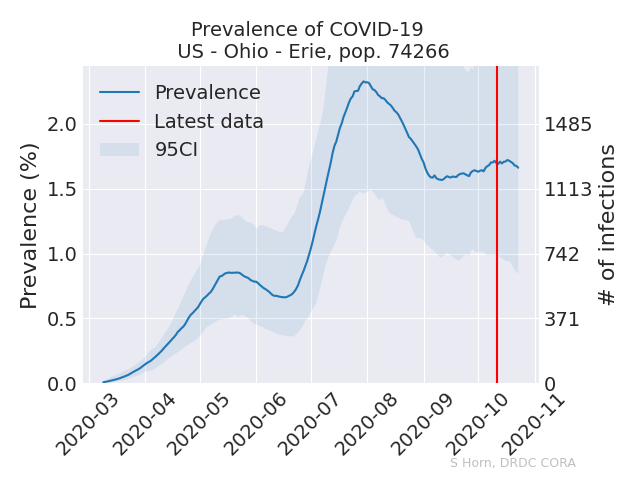 Prevalence of COVID-19
US - Ohio - Erie, pop. 74266
Prevalence
Latest data
95CI
Prevalence (%)
2.0
1.5
1.0
0.5
0.0
1485
1113
742
371
0
# of infections
2020-03
2020-04
2020-05
2020-06
2020-07
2020-08
2020-09
2020-10
2020-11
S Horn, DRDC CORA